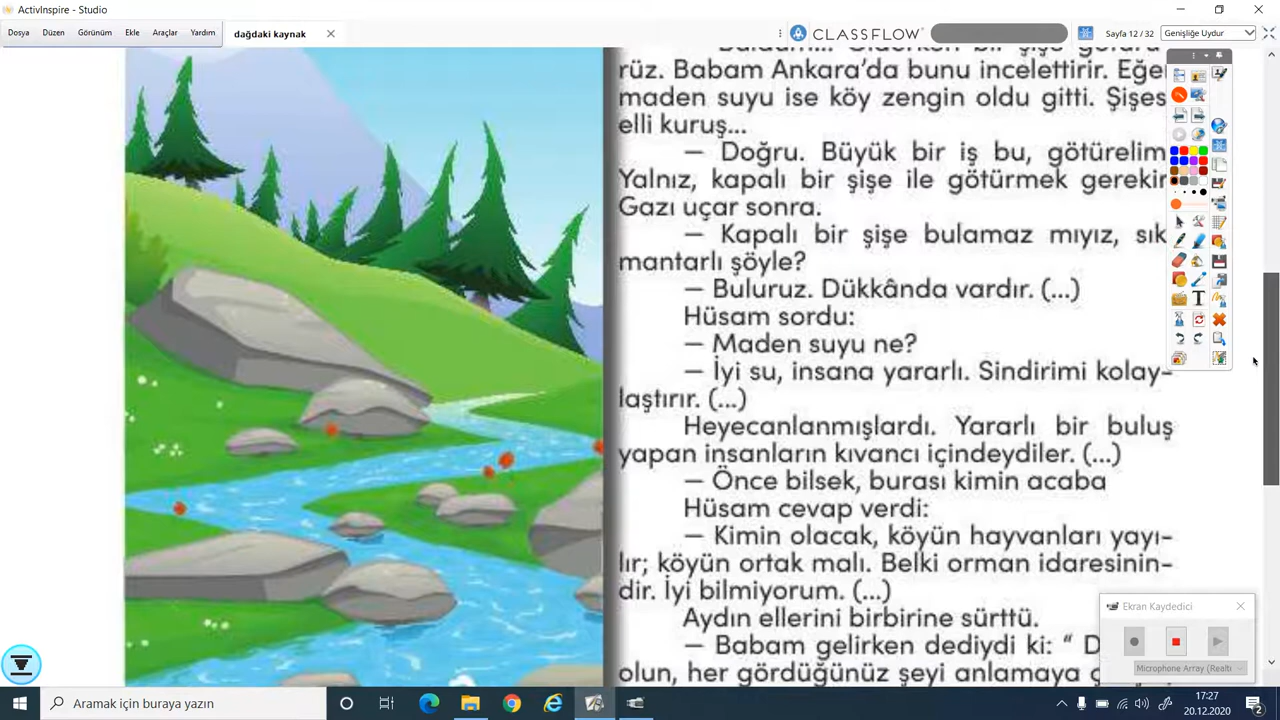 ActivInspire - Studio
Dosya Düzen Görünüm Ekle Araçlar Yardım dağdaki kaynak CLASSFLOW Sayfa 12 / 32 Genişliğe Uydur
bir şişe
rüz. Babam Ankara’da bunu incelettirir. Eğe
maden suyu ise köy zengin oldu gitti. Şişes
elli kuruş...
– Doğru. Büyük bir iş bu, götürelim
Yalnız, kapalı bir şişe ile götürmek gerekir
Gazı uçar sonra.
– Kapalı bir şişe bulamaz mıyız, sık
mantarlı şöyle?
– Buluruz. Dükkânda vardır. (...)
Hüsam sordu:
– Maden suyu ne?
– İyi su, insana yararlı. Sindirimi kolay-
laştırır. (...)
Heyecanlanmışlardı. Yararlı bir buluş
yapan insanların kıvancı içindeydiler. (...)
– Önce bilsek, burası kimin acaba
Hüsam cevap verdi:
– Kimin olacak, köyün hayvanları yayı-
lır; köyün ortak malı. Belki orman idaresinin-
dir. İyi bilmiyorum. (...)
Aydın ellerini birbirine sürttü.
– Babam gelirken dediydi ki: “ D
olun, her gördüğünüz şeyi anlamaya
Ekran Kaydedici
Microphone Array (Realt
Aramak için buraya yazın
17:27
20.12.2020
2